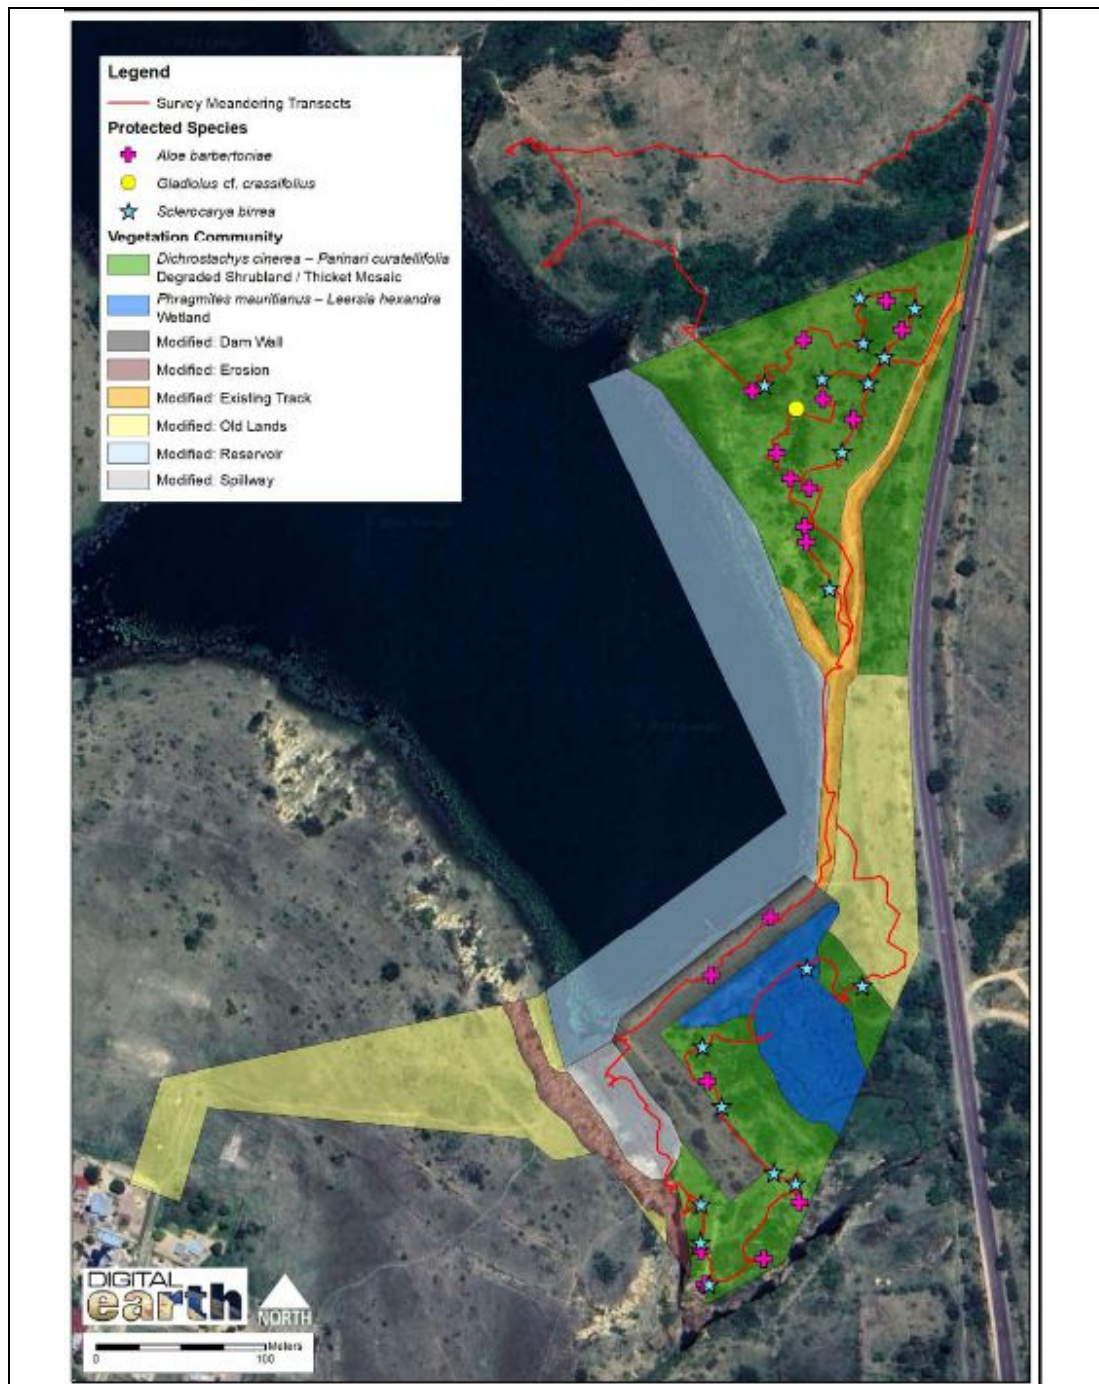 Legend
Survey Meandering Transects
Protected Species
Aloe barbertoniae
Gladiolus cf. crassifolius
Sclerocarya birrea
Vegetation Community
Dichrostachys cinerea – Parinari curatellifolia
Degraded Shrubland / Thicket Mosaic
Phragmites mauritianus – Leersia hexandra
Wetland
Modified: Dam Wall
Modified: Erosion
Modified: Existing Track
Modified: Old Lands
Modified: Reservoir
Modified: Spillway
DIGITAL
earth
NORTH
Meters
0 100